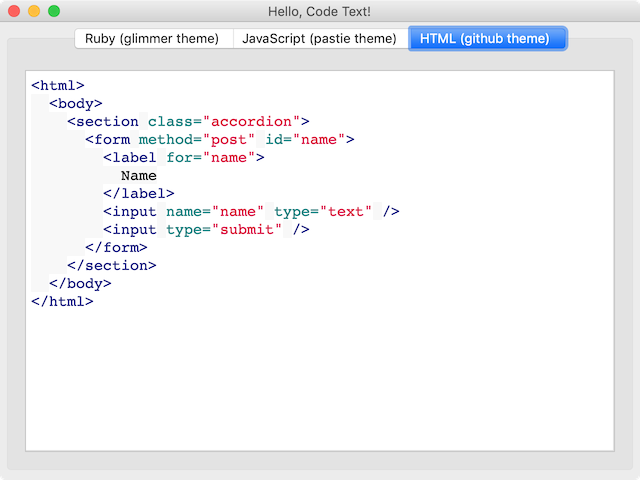 Hello, Code Text!
Ruby (glimmer theme) JavaScript (pastie theme) HTML (github theme)
<html>
  <body>
    <section class="accordion">
      <form method="post" id="name">
        <label for="name">
          Name
        </label>
        <input name="name" type="text" />
        <input type="submit" />
      </form>
    </section>
  </body>
</html>